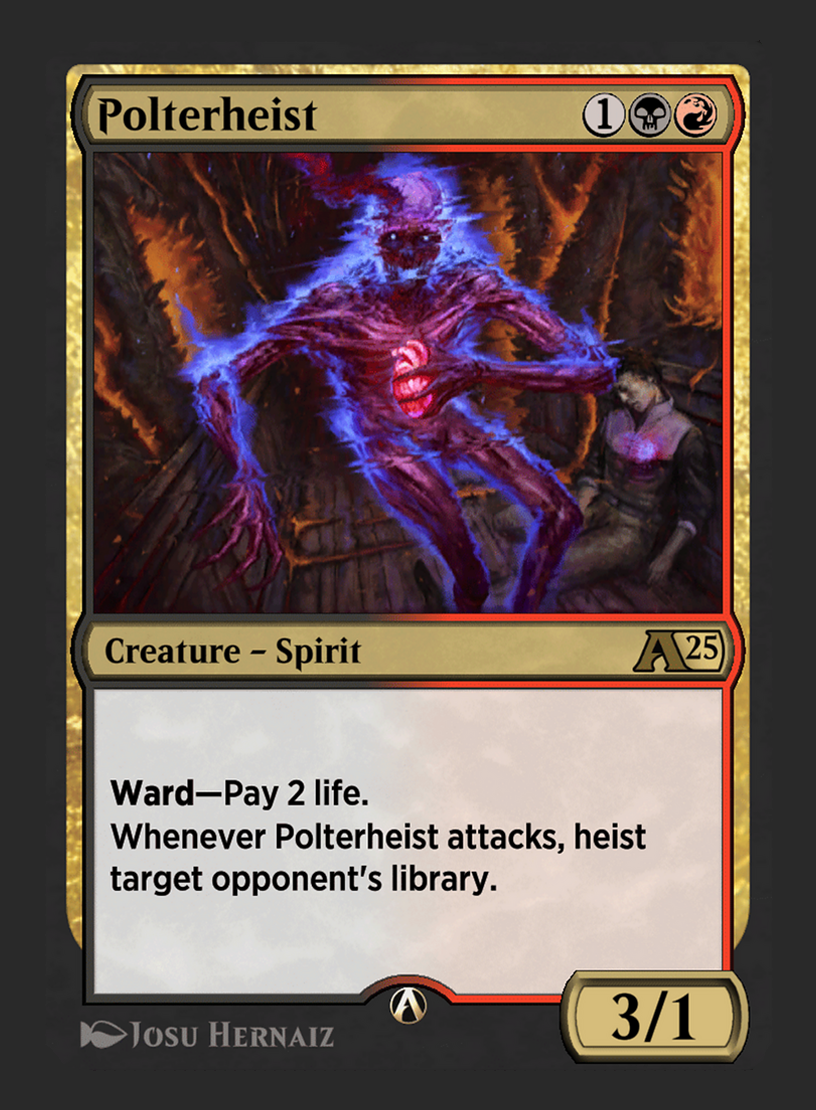 Polterheist 1
Creature – Spirit A25
Ward—Pay 2 life.
Whenever Polterheist attacks, heist
target opponent's library.
3/1
Josu Hernaiz